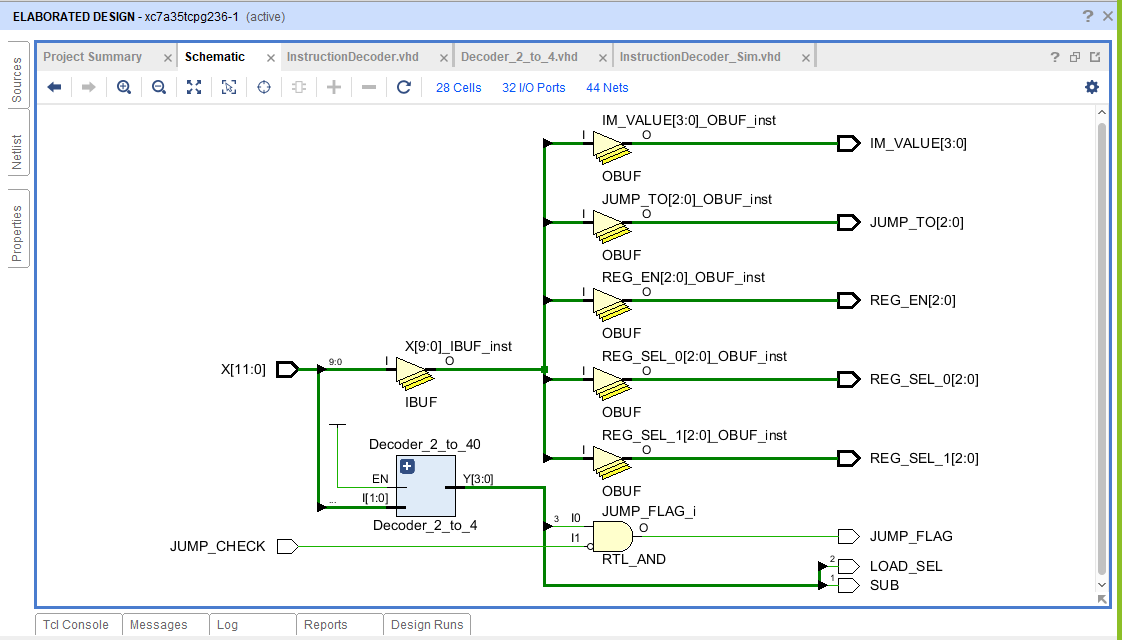 ELABORATED DESIGN - xc7a35tcpg236-1 (active)
Sources
Netlist
Properties
Project Summary
Schematic
InstructionDecoder.vhd
Decoder_2_to_4.vhd
InstructionDecoder_Sim.vhd
28 Cells
32 I/O Ports
44 Nets
IM_VALUE[3:0]_OBUF_inst
I
O
IM_VALUE[3:0]
OBUF
JUMP_TO[2:0]_OBUF_inst
I
O
JUMP_TO[2:0]
OBUF
REG_EN[2:0]_OBUF_inst
I
O
REG_EN[2:0]
OBUF
X[9:0]_IBUF_inst
REG_SEL_0[2:0]_OBUF_inst
X[11:0]
9:0
I
O
I
O
REG_SEL_0[2:0]
IBUF
OBUF
Decoder_2_to_40
REG_SEL_1[2:0]_OBUF_inst
I
O
REG_SEL_1[2:0]
EN
Y[3:0]
OBUF
...
I[1:0]
JUMP_FLAG_i
Decoder_2_to_4
3
I0
O
I1
JUMP_FLAG
JUMP_CHECK
RTL_AND
2
LOAD_SEL
1
SUB
Tcl Console
Messages
Log
Reports
Design Runs